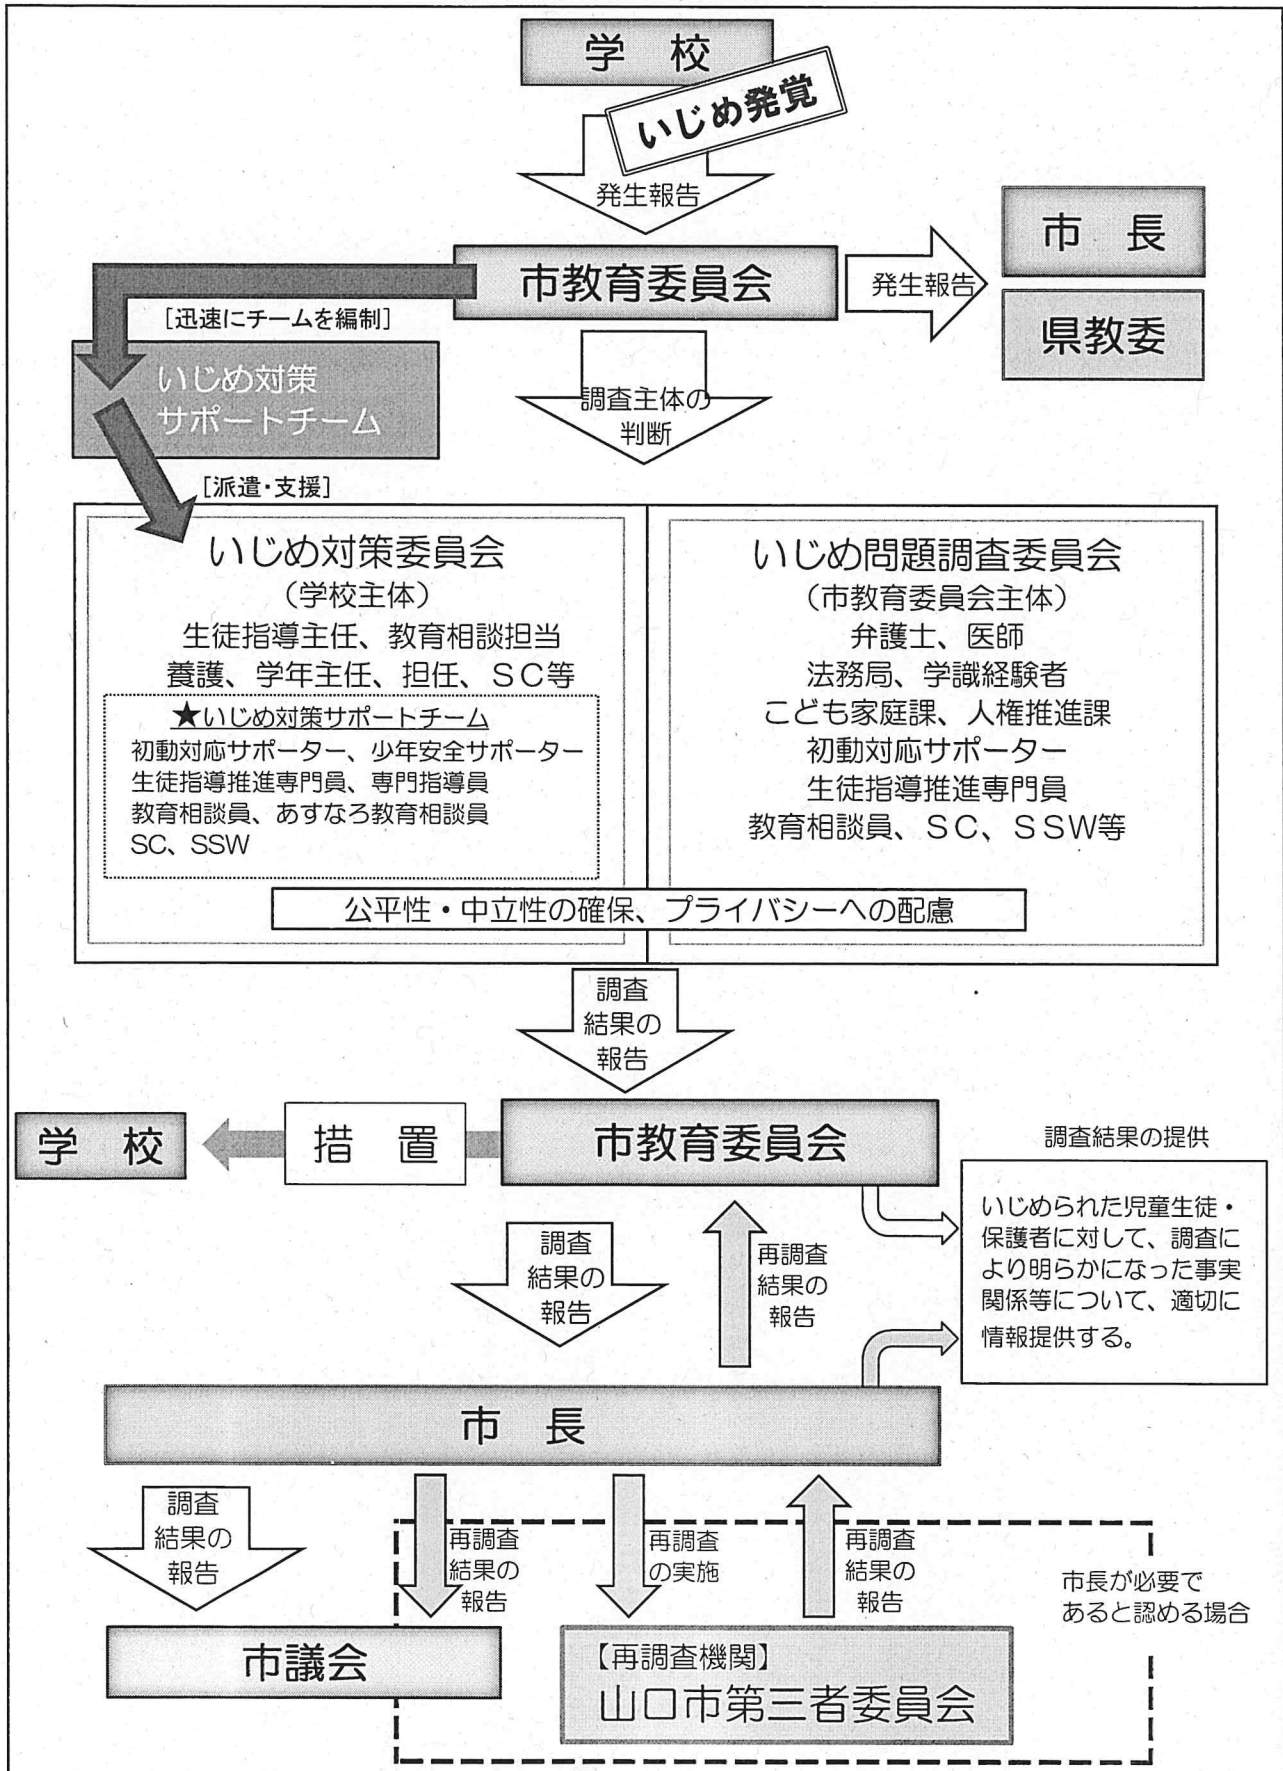 学 校
いじめ発覚
発生報告
市教育委員会
発生報告
市 長
県教委
[迅速にチームを編制]
いじめ対策
サポートチーム
調査主体の
判断
[派遣・支援]
いじめ対策委員会
（学校主体）
生徒指導主任、教育相談担当
養護、学年主任、担任、ＳＣ等
★いじめ対策サポートチーム
初動対応サポーター、少年安全サポーター
生徒指導推進専門員、専門指導員
教育相談員、あすなろ教育相談員
SC、SSW
いじめ問題調査委員会
（市教育委員会主体）
弁護士、医師
法務局、学識経験者
こども家庭課、人権推進課
初動対応サポーター
生徒指導推進専門員
教育相談員、ＳＣ、ＳＳＷ等
公平性・中立性の確保、プライバシーへの配慮
調査
結果の
報告
学 校
措 置
市教育委員会
調査結果の提供
いじめられた児童生徒・
保護者に対して、調査に
より明らかになった事実
関係等について、適切に
情報提供する。
調査
結果の
報告
再調査
結果の
報告
市 長
調査
結果の
報告
再調査
結果の
報告
再調査
の実施
再調査
結果の
報告
市長が必要で
あると認める場合
市議会
【再調査機関】
山口市第三者委員会